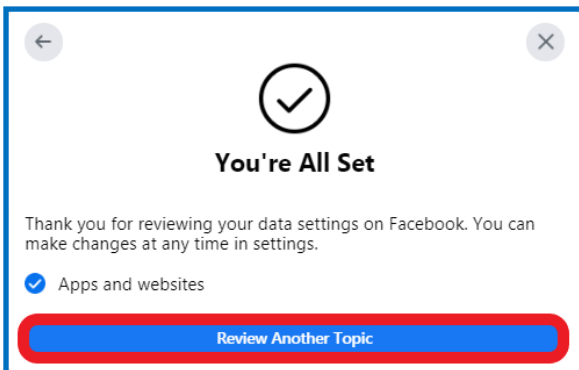 You're All Set
Thank you for reviewing your data settings on Facebook. You can
make changes at any time in settings.
Apps and websites
Review Another Topic